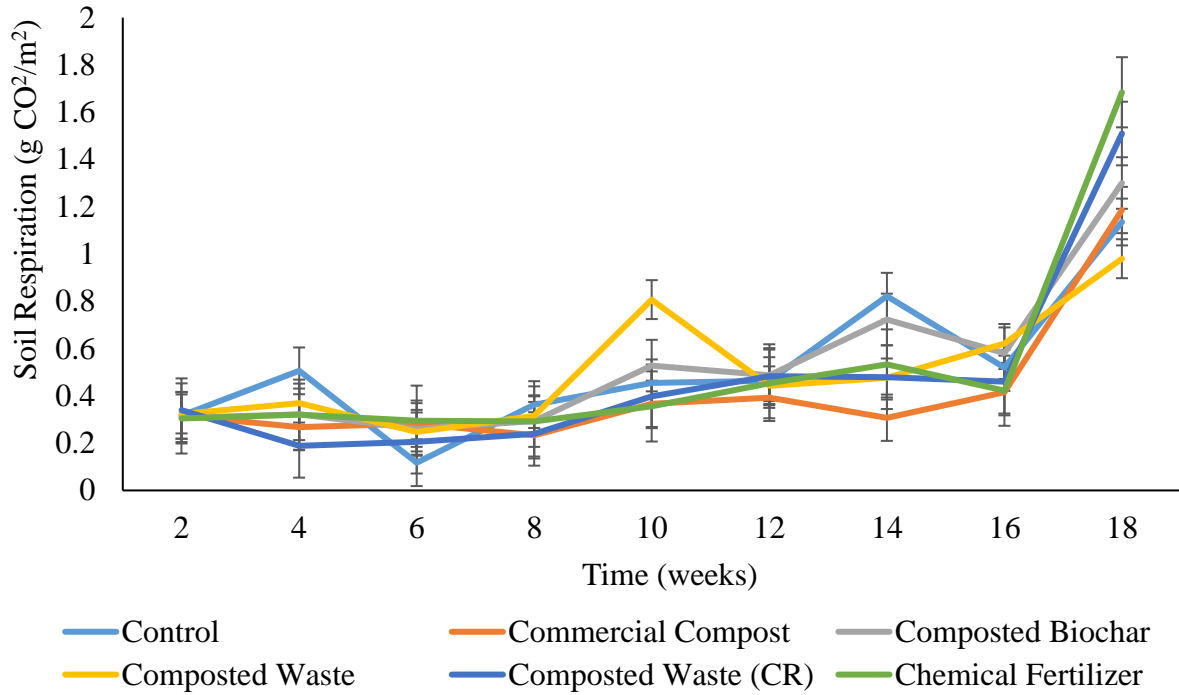 Soil Respiration (g CO²/m²)
2
1.8
1.6
1.4
1.2
1
0.8
0.6
0.4
0.2
0
2 4 6 8 10 12 14 16 18
Time (weeks)
Control Commercial Compost Composted Biochar
Composted Waste Composted Waste (CR) Chemical Fertilizer